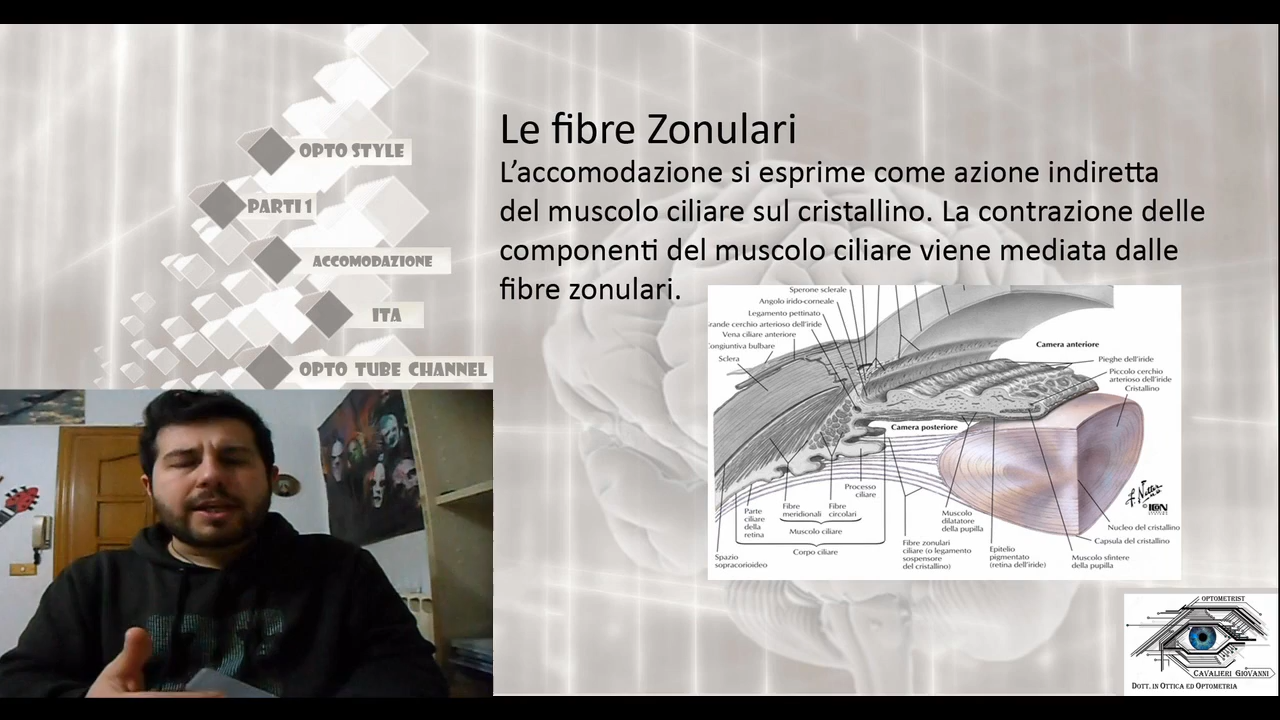 OPTO STYLE
PARTI 1
ACCOMODAZIONE
ITA
OPTO TUBE CHANNEL
Le fibre Zonulari
L'accomodazione si esprime come azione indiretta
del muscolo ciliare sul cristallino. La contrazione delle
componenti del muscolo ciliare viene mediata dalle
fibre zonulari.
Sperone sclerale
Angolo irido-corneale
Legamento pettinato
rande cerchio arterioso dell'iride
Vena ciliare anteriore
Congiuntiva bulbare
Sclera
Camera anteriore
Pieghe dell'iride
Piccolo cerchio
arterioso dell'iride
Cristallino
Camera posteriore
Processo
ciliare
Parte
ciliare
della
retina
Fibre
meridionali
Fibre
circolari
Muscolo ciliare
Corpo ciliare
Spazio
sopracorioideo
Fibre zonulari
ciliare (o legamento
sospensore
del cristallino)
Muscolo
dilatatore
della pupilla
Epitelio
pigmentato
(retina dell'iride)
Nucleo del cristallino
Capsula del cristallino
Muscolo sfintere
della pupilla
OPTOMETRIST
CAVALIERI GIOVANNI
DOTT. IN OTTICA ED OPTOMETRIA